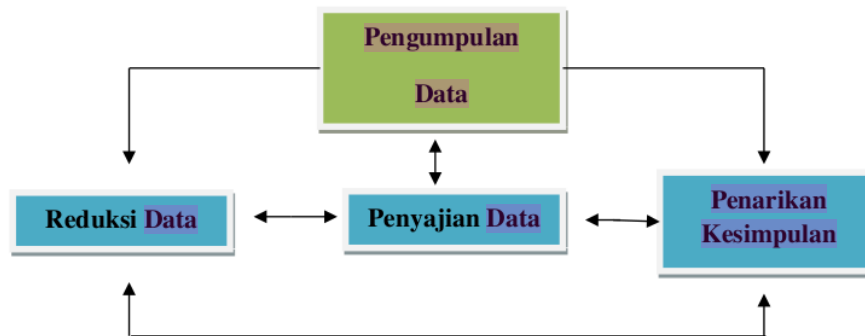 Pengumpulan
Data
Reduksi Data
Penyajian Data
Penarikan
Kesimpulan